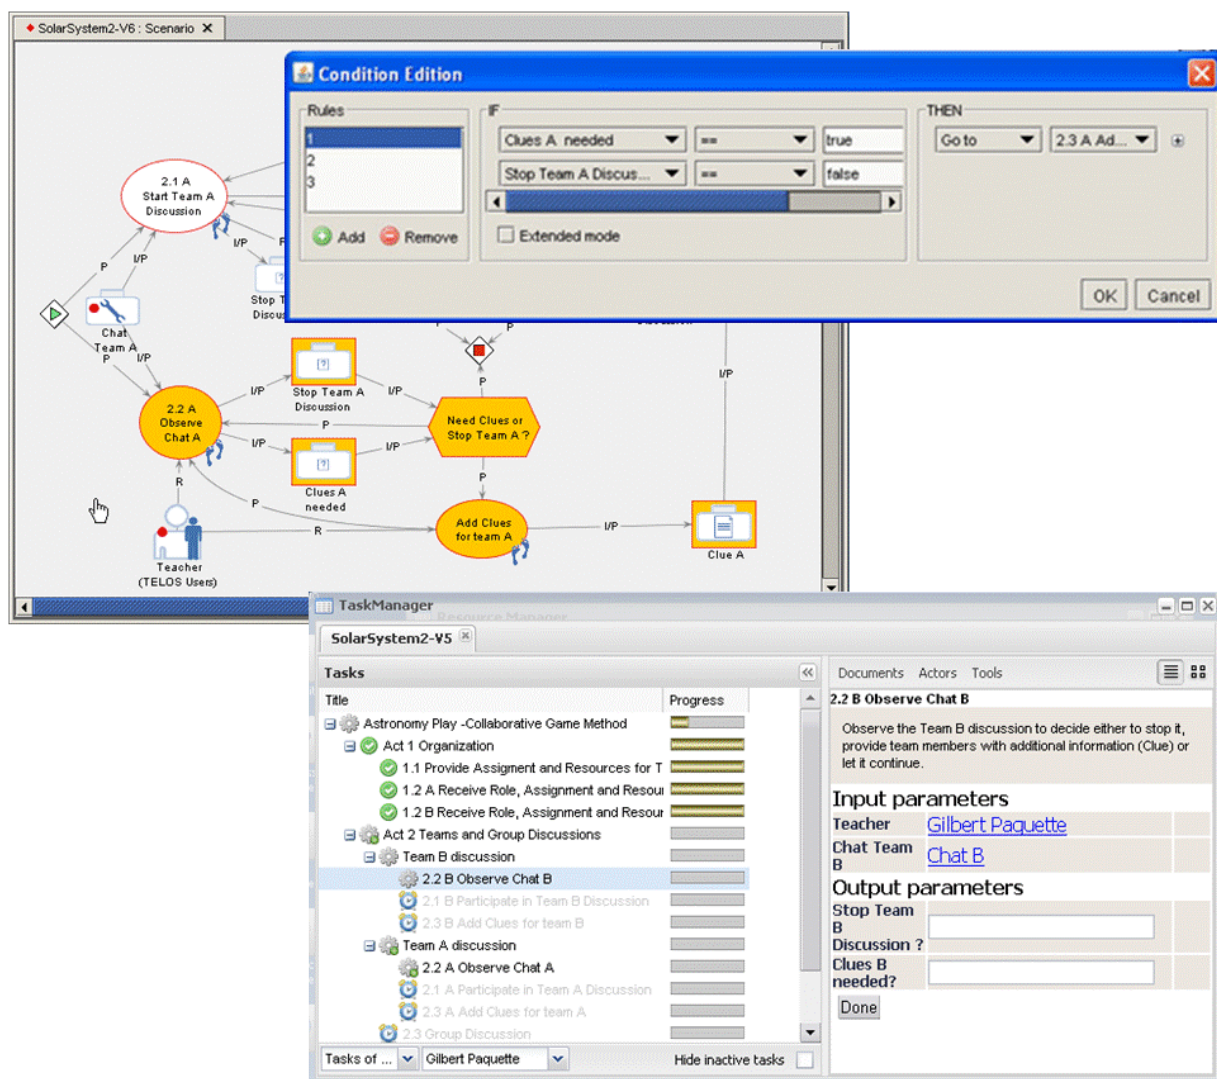 SolarSystem2-V6 : Scenario
Condition Edition
Rules
1
2
3
Add
Remove
IF
Clues A needed
==
true
Stop Team A Discus...
==
false
Extended mode
THEN
Go to
2.3 A Ad...
OK
Cancel
2.1 A
Start Team A
Discussion
I/P
P
I/P
Stop T
Discu
P
Chat
Team A
P
I/P
P
P
I/P
2.2 A
Observe
Chat A
I/P
Stop Team A
Discussion
I/P
P
P
Need Clues or
Stop Team A ?
I/P
I/P
Clues A
needed
P
R
P
Add Clues
for team A
R
I/P
Clue A
Teacher
(TELOS Users)
TaskManager
Resource Manager
SolarSystem2-V5
Tasks
Title
Progress
Astronomy Play -Collaborative Game Method
Act 1 Organization
1.1 Provide Assigment and Resources for T
1.2 A Receive Role, Assignment and Resour
1.2 B Receive Role, Assignment and Resour
Act 2 Teams and Group Discussions
Team B discussion
2.2 B Observe Chat B
2.1 B Participate in Team B Discussion
2.3 B Add Clues for team B
Team A discussion
2.2 A Observe Chat A
2.1 A Participate in Team A Discussion
2.3 A Add Clues for team A
2.3 Group Discussion
Tasks of ...
Gilbert Paquette
Hide inactive tasks
Documents Actors Tools
2.2 B Observe Chat B
Observe the Team B discussion to decide either to stop it,
provide team members with additional information (Clue) or
let it continue.
Input parameters
Teacher
Gilbert Paquette
Chat Team
B
Chat B
Output parameters
Stop Team
B
Discussion ?
Clues B
needed?
Done